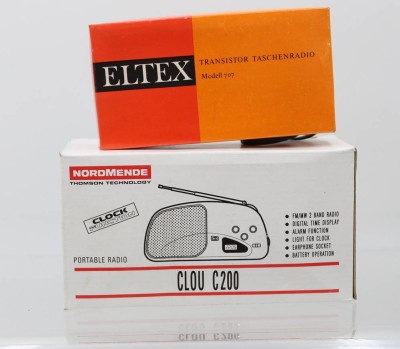 ELTEX
TRANSISTOR TASCHENRADIO
Modell 707
NORDMENDE
THOMSON TECHNOLOGY
CLOCK
PORTABLE RADIO
• FM/MW 2 BAND RADIO
• DIGITAL TIME DISPLAY
• ALARM FUNCTION
• LIGHT FOR CLOCK
• EARPHONE SOCKET
• BATTERY OPERATION
CLOU C200